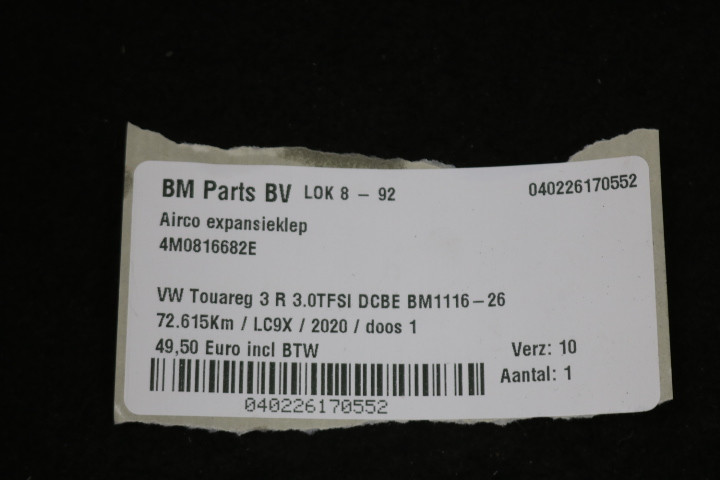 BM Parts BV LOK 8 - 92 040226170552
Airco expansieklep
4M0816682E
VW Touareg 3 R 3.0TFSI DCBE BM1116-26
72.615Km / LC9X / 2020 / doos 1
49,50 Euro incl BTW Verz: 10
Aantal: 1
040226170552